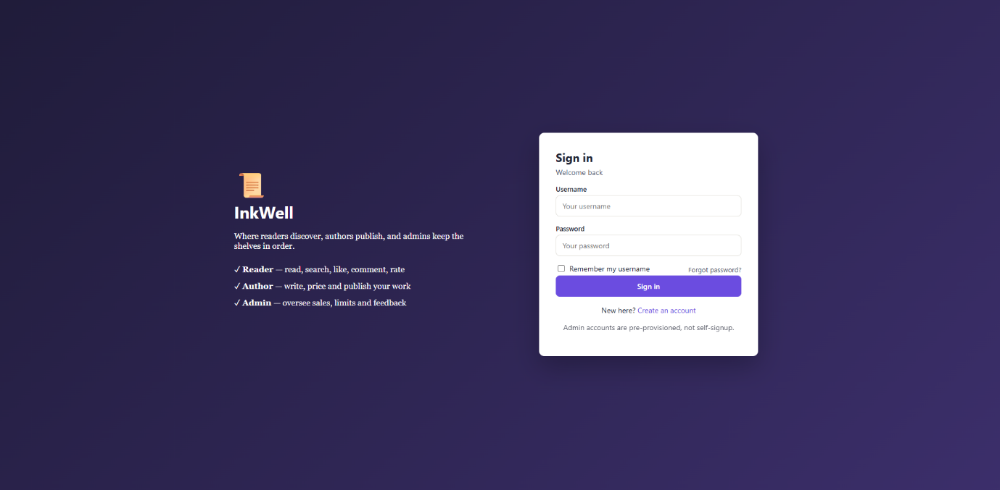 InkWell
Where readers discover, authors publish, and admins keep the
shelves in order.
✓ Reader — read, search, like, comment, rate
✓ Author — write, price and publish your work
✓ Admin — oversee sales, limits and feedback
Sign in
Welcome back
Username
Your username
Password
Your password
Remember my username
Forgot password?
Sign in
New here? Create an account
Admin accounts are pre-provisioned, not self-signup.